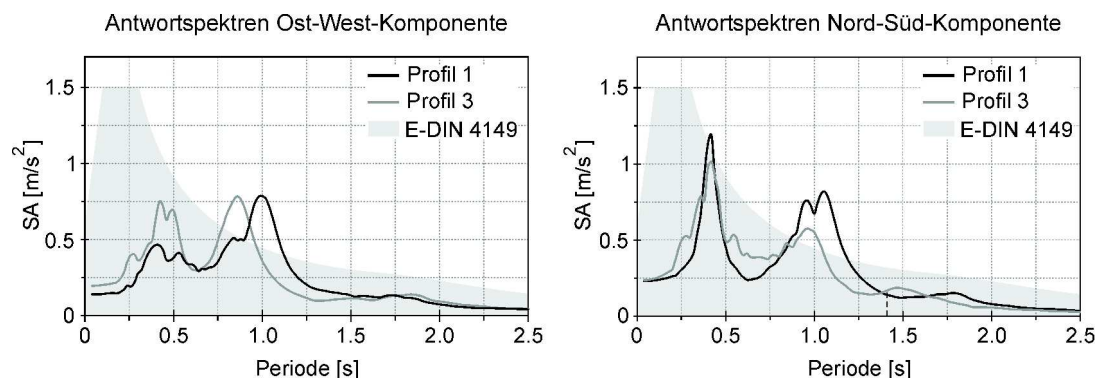 Antwortspektren Ost-West-Komponente
1.5
1
0.5
0
SA [m/s²]
Profil 1
Profil 3
E-DIN 4149
0 0.5 1.0 1.5 2.0 2.5
Periode [s]
Antwortspektren Nord-Süd-Komponente
1.5
1
0.5
0
SA [m/s²]
Profil 1
Profil 3
E-DIN 4149
0 0.5 1.0 1.5 2.0 2.5
Periode [s]